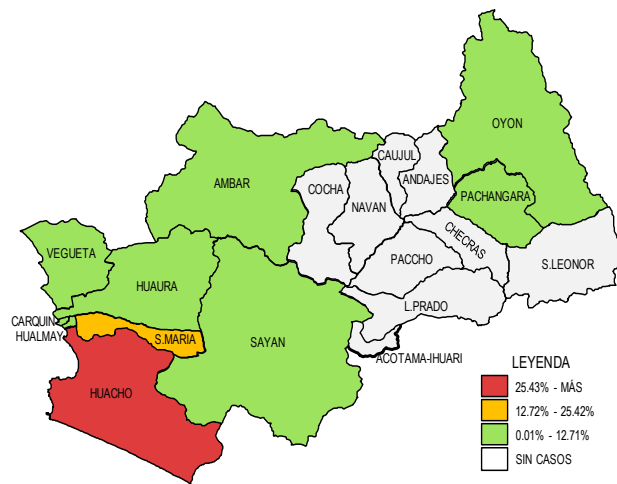 OYON
CAUJUL
ANDAJES
COCHA
AMBAR
NAVAN
PACHANGARA
CHECRAS
VEGUETA
PACCHO
S.LEONOR
HUAURA
L.PRADO
CARQUIN
HUALMAY
S.MARIA
SAYAN
ACOTAMA-IHUARI
HUACHO
LEYENDA
25.43% - MÁS
12.72% - 25.42%
0.01% - 12.71%
SIN CASOS